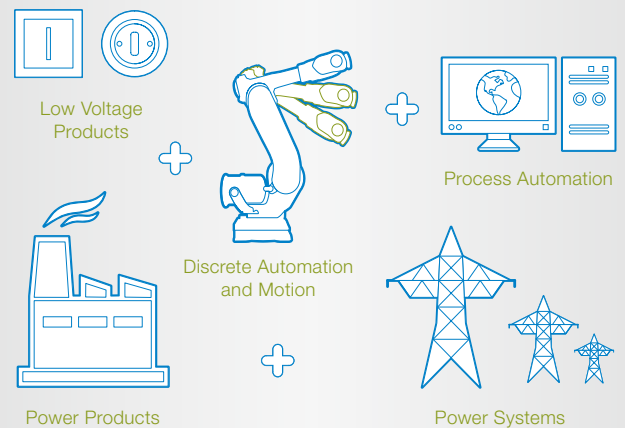 Low Voltage
Products
Process Automation
Discrete Automation
and Motion
Power Products
Power Systems